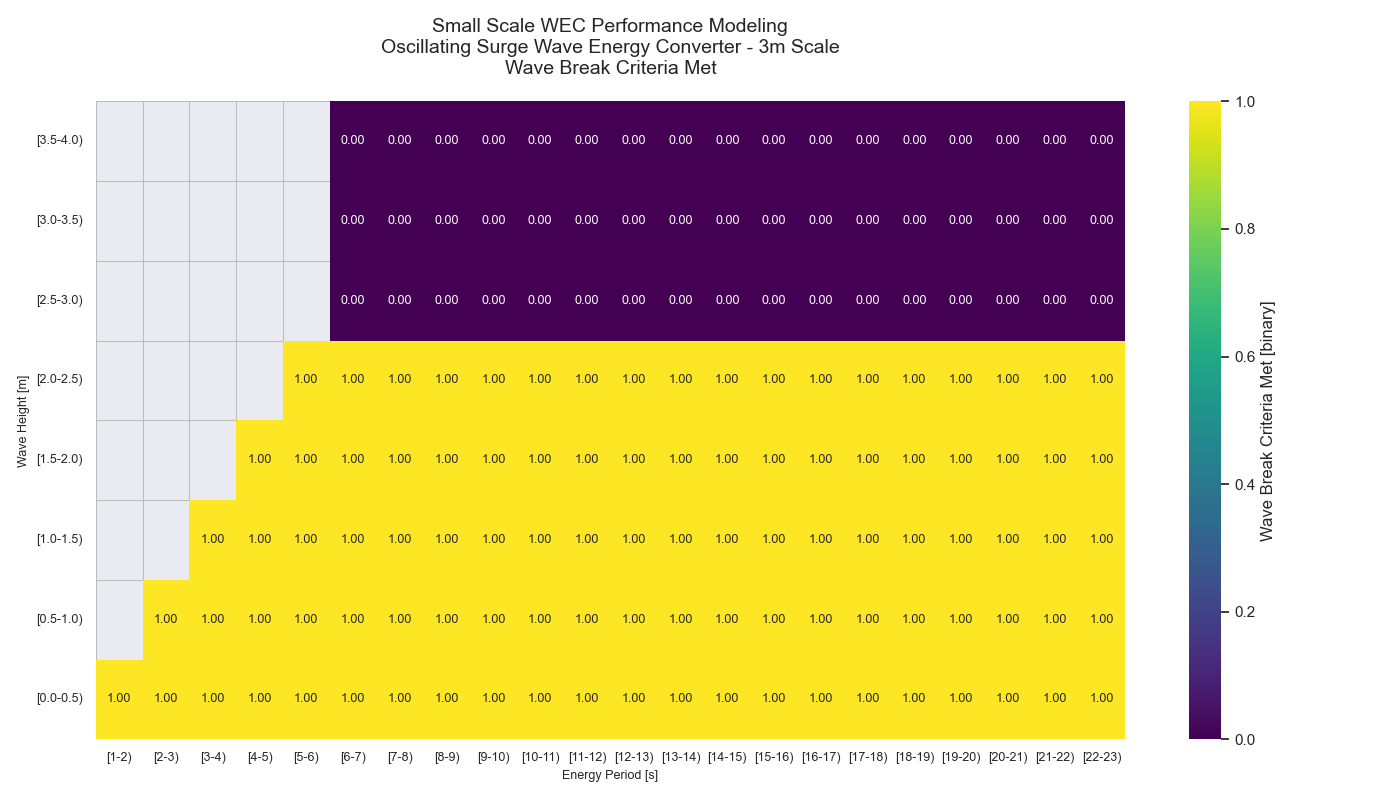 Small Scale WEC Performance Modeling
Oscillating Surge Wave Energy Converter - 3m Scale
Wave Break Criteria Met
[3.5-4.0) 0.00 0.00 0.00 0.00 0.00 0.00 0.00 0.00 0.00 0.00 0.00 0.00 0.00 0.00 0.00 0.00 0.00
[3.0-3.5) 0.00 0.00 0.00 0.00 0.00 0.00 0.00 0.00 0.00 0.00 0.00 0.00 0.00 0.00 0.00 0.00 0.00
[2.5-3.0) 0.00 0.00 0.00 0.00 0.00 0.00 0.00 0.00 0.00 0.00 0.00 0.00 0.00 0.00 0.00 0.00 0.00
[2.0-2.5) 1.00 1.00 1.00 1.00 1.00 1.00 1.00 1.00 1.00 1.00 1.00 1.00 1.00 1.00 1.00 1.00 1.00 1.00
[1.5-2.0) 1.00 1.00 1.00 1.00 1.00 1.00 1.00 1.00 1.00 1.00 1.00 1.00 1.00 1.00 1.00 1.00 1.00 1.00 1.00
[1.0-1.5) 1.00 1.00 1.00 1.00 1.00 1.00 1.00 1.00 1.00 1.00 1.00 1.00 1.00 1.00 1.00 1.00 1.00 1.00 1.00 1.00
[0.5-1.0) 1.00 1.00 1.00 1.00 1.00 1.00 1.00 1.00 1.00 1.00 1.00 1.00 1.00 1.00 1.00 1.00 1.00 1.00 1.00 1.00 1.00
[0.0-0.5) 1.00 1.00 1.00 1.00 1.00 1.00 1.00 1.00 1.00 1.00 1.00 1.00 1.00 1.00 1.00 1.00 1.00 1.00 1.00 1.00 1.00 1.00
[1-2) [2-3) [3-4) [4-5) [5-6) [6-7) [7-8) [8-9) [9-10) [10-11) [11-12) [12-13) [13-14) [14-15) [15-16) [16-17) [17-18) [18-19) [19-20) [20-21) [21-22) [22-23)
Energy Period [s]
Wave Height [m]
1.0
0.8
0.6
0.4
0.2
0.0
Wave Break Criteria Met [binary]